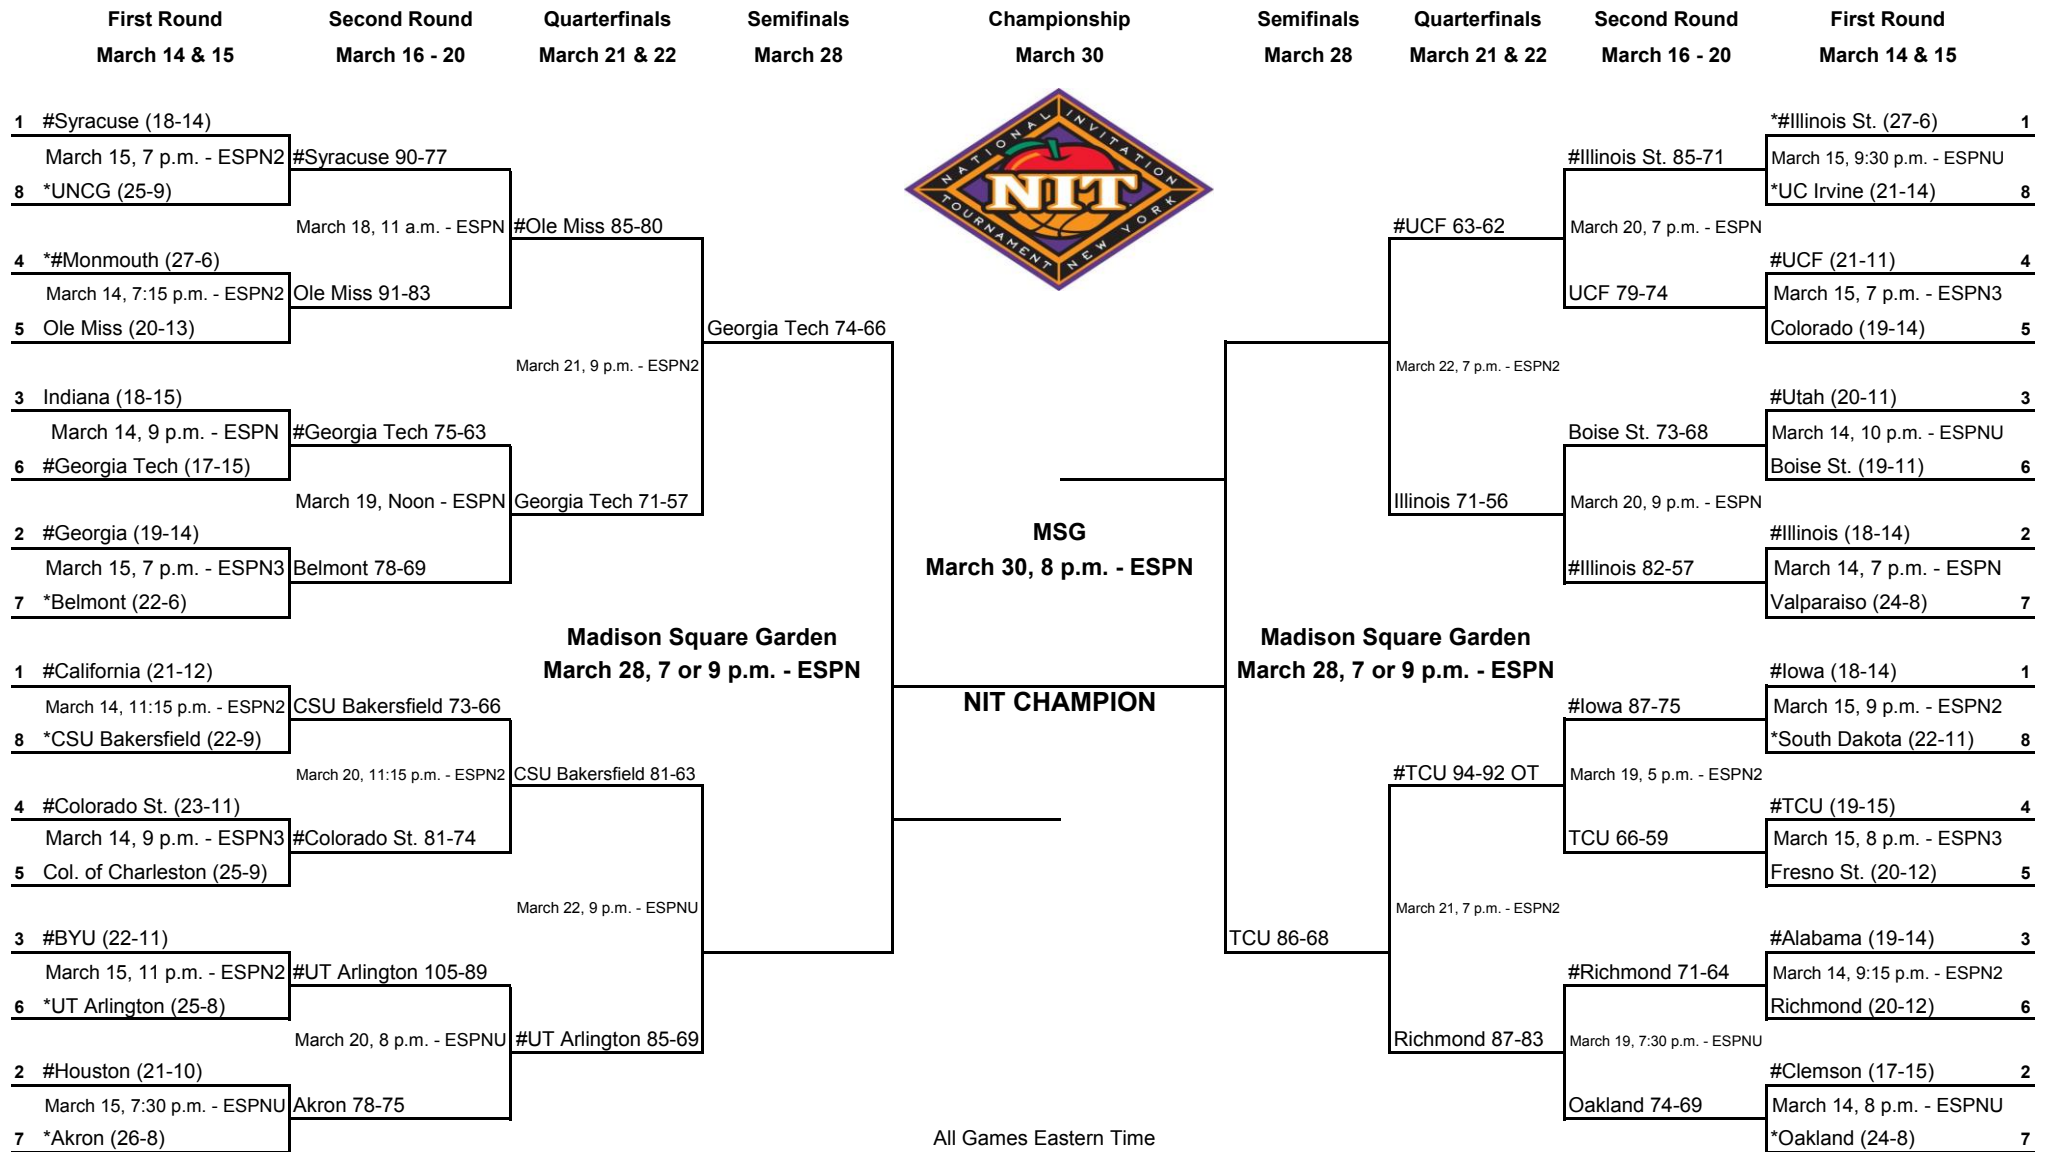 First Round
Second Round
Quarterfinals
Semifinals
Championship
Semifinals
Quarterfinals
Second Round
First Round
March 14 & 15
March 16 - 20
March 21 & 22
March 28
March 30
March 28
March 21 & 22
March 16 - 20
March 14 & 15
1 #Syracuse (18-14)
March 15, 7 p.m. - ESPN2
8 *UNCG (25-9)
4 *#Monmouth (27-6)
March 14, 7:15 p.m. - ESPN2
5 Ole Miss (20-13)
3 Indiana (18-15)
March 14, 9 p.m. - ESPN
6 #Georgia Tech (17-15)
2 #Georgia (19-14)
March 15, 7 p.m. - ESPN3
7 *Belmont (22-6)
1 #California (21-12)
March 14, 11:15 p.m. - ESPN2
8 *CSU Bakersfield (22-9)
4 #Colorado St. (23-11)
March 14, 9 p.m. - ESPN3
5 Col. of Charleston (25-9)
3 #BYU (22-11)
March 15, 11 p.m. - ESPN2
6 *UT Arlington (25-8)
2 #Houston (21-10)
March 15, 7:30 p.m. - ESPNU
7 *Akron (26-8)
#Syracuse 90-77
March 18, 11 a.m. - ESPN
Ole Miss 91-83
#Georgia Tech 75-63
March 19, Noon - ESPN
Belmont 78-69
CSU Bakersfield 73-66
March 20, 11:15 p.m. - ESPN2
#Colorado St. 81-74
#UT Arlington 105-89
March 20, 8 p.m. - ESPNU
Akron 78-75
#Ole Miss 85-80
March 21, 9 p.m. - ESPN2
Georgia Tech 71-57
CSU Bakersfield 81-63
March 22, 9 p.m. - ESPNU
#UT Arlington 85-69
Georgia Tech 74-66
Madison Square Garden
March 28, 7 or 9 p.m. - ESPN
NATIONAL INVITATION
NIT
TOURNAMENT NEW YORK
MSG
March 30, 8 p.m. - ESPN
NIT CHAMPION
All Games Eastern Time
Madison Square Garden
March 28, 7 or 9 p.m. - ESPN
TCU 86-68
#UCF 63-62
March 22, 7 p.m. - ESPN2
Illinois 71-56
#TCU 94-92 OT
March 21, 7 p.m. - ESPN2
Richmond 87-83
#Illinois St. 85-71
March 20, 7 p.m. - ESPN
UCF 79-74
Boise St. 73-68
March 20, 9 p.m. - ESPN
#Illinois 82-57
#Iowa 87-75
March 19, 5 p.m. - ESPN2
TCU 66-59
#Richmond 71-64
March 19, 7:30 p.m. - ESPNU
Oakland 74-69
*#Illinois St. (27-6) 1
March 15, 9:30 p.m. - ESPNU
*UC Irvine (21-14) 8
#UCF (21-11) 4
March 15, 7 p.m. - ESPN3
Colorado (19-14) 5
#Utah (20-11) 3
March 14, 10 p.m. - ESPNU
Boise St. (19-11) 6
#Illinois (18-14) 2
March 14, 7 p.m. - ESPN
Valparaiso (24-8) 7
#Iowa (18-14) 1
March 15, 9 p.m. - ESPN2
*South Dakota (22-11) 8
#TCU (19-15) 4
March 15, 8 p.m. - ESPN3
Fresno St. (20-12) 5
#Alabama (19-14) 3
March 14, 9:15 p.m. - ESPN2
Richmond (20-12) 6
#Clemson (17-15) 2
March 14, 8 p.m. - ESPNU
*Oakland (24-8) 7